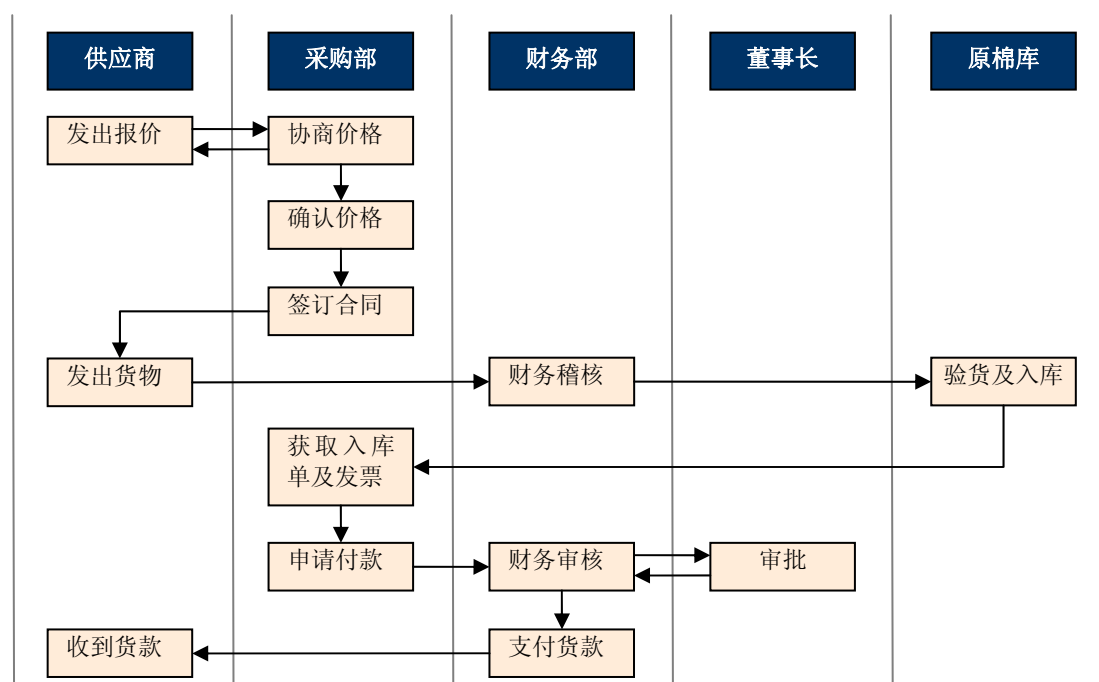 供应商
采购部
财务部
董事长
原棉库
发出报价
协商价格
确认价格
签订合同
发出货物
财务稽核
验货及入库
获取入库
单及发票
申请付款
财务审核
审批
收到货款
支付货款